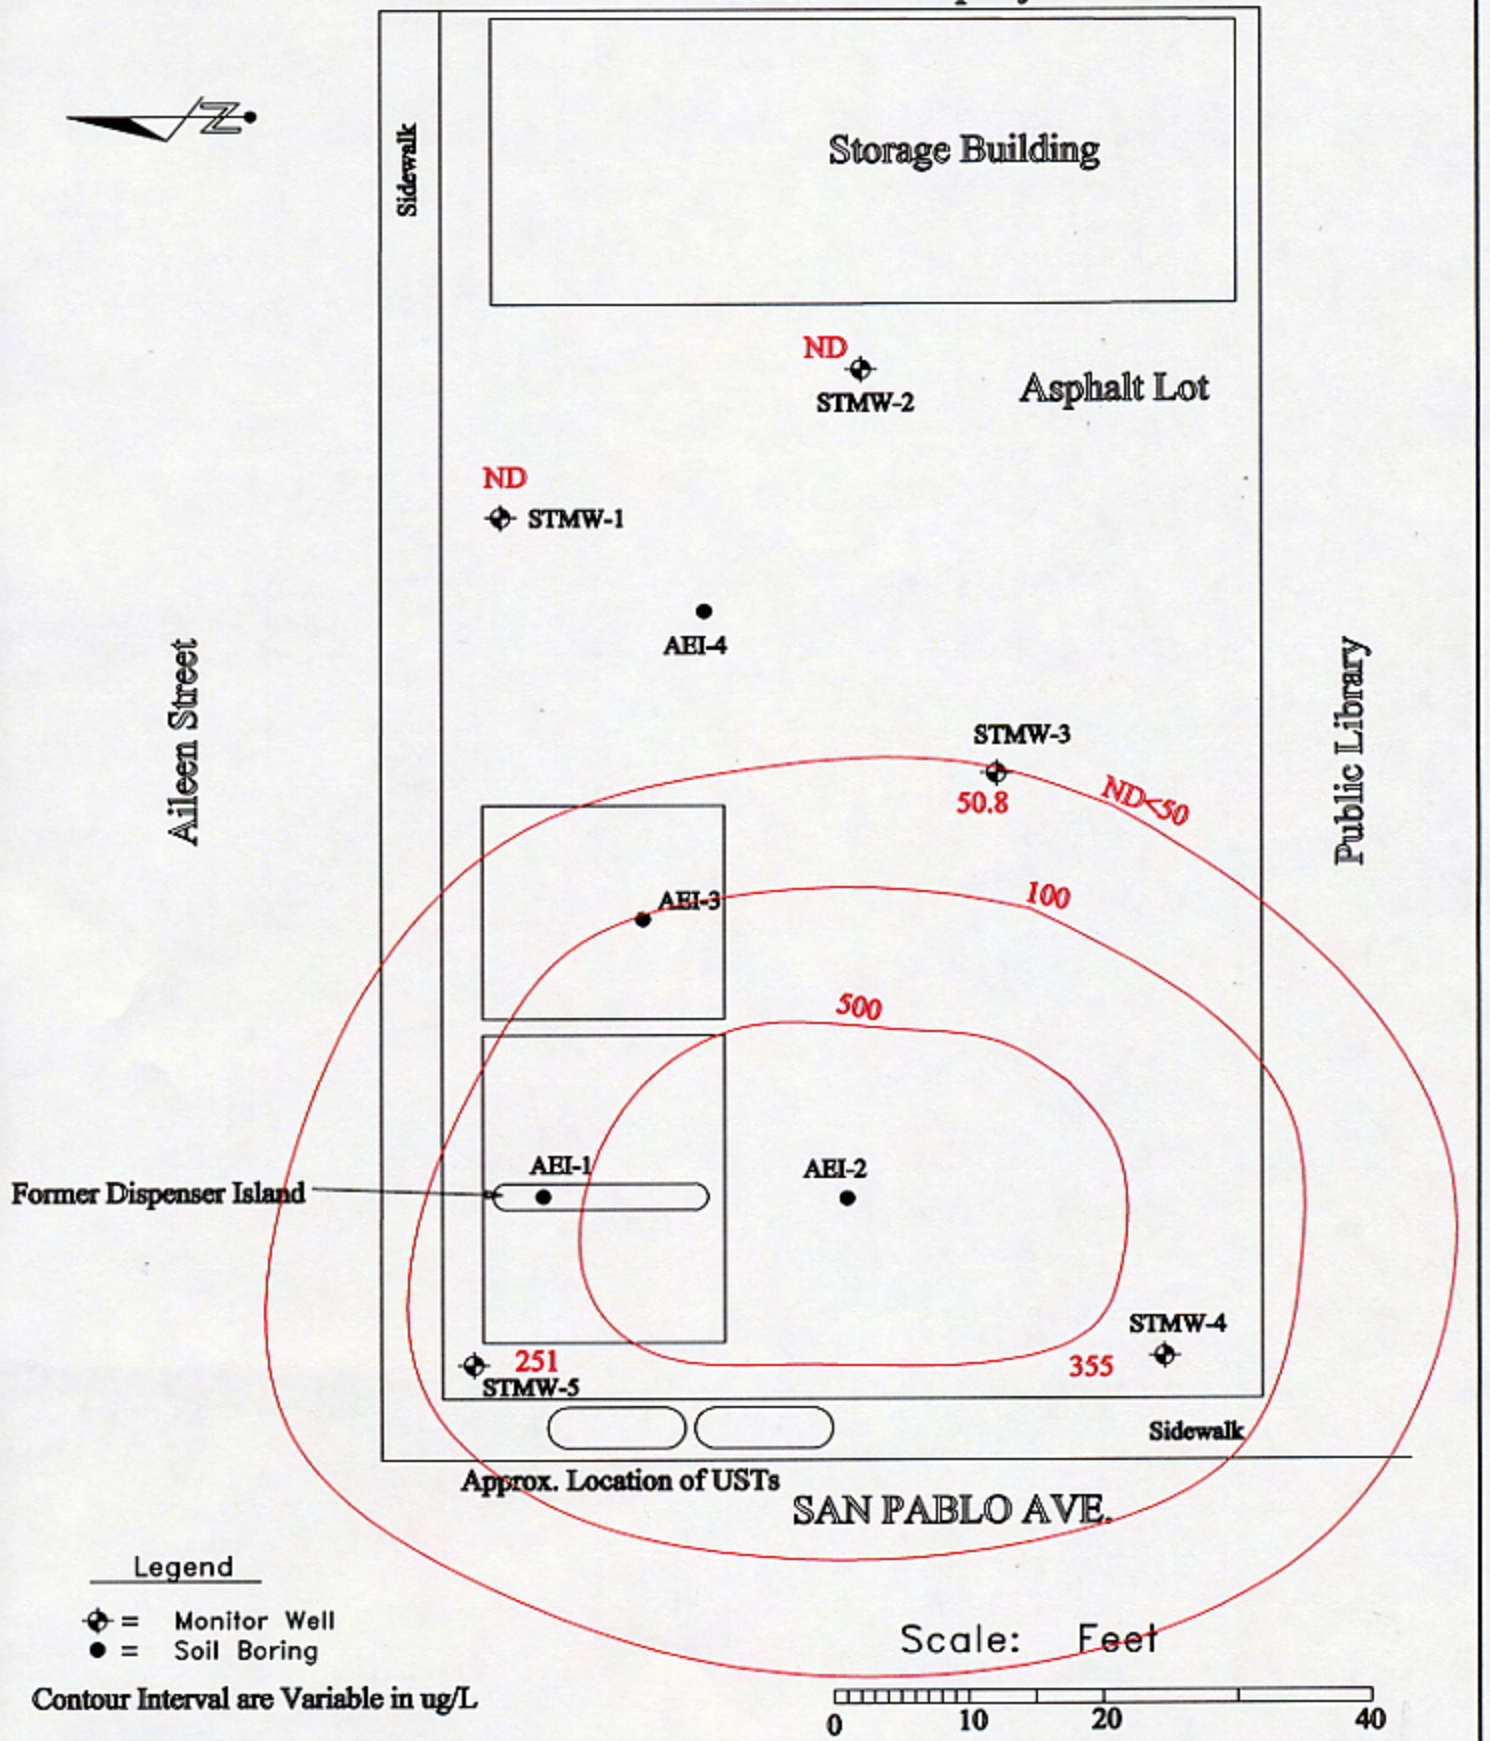 Sidewalk
Z
Storage Building
ND
STMW-2
Asphalt Lot
ND
STMW-1
AEI-4
Aileen Street
Public Library
STMW-3
50.8
ND<50
AEI-3
100
500
AEI-1
AEI-2
Former Dispenser Island
STMW-4
251
355
STMW-5
Sidewalk
Approx. Location of USTs
SAN PABLO AVE.
Legend
= Monitor Well
= Soil Boring
Scale: Feet
Contour Interval are Variable in ug/L
0 10 20 40